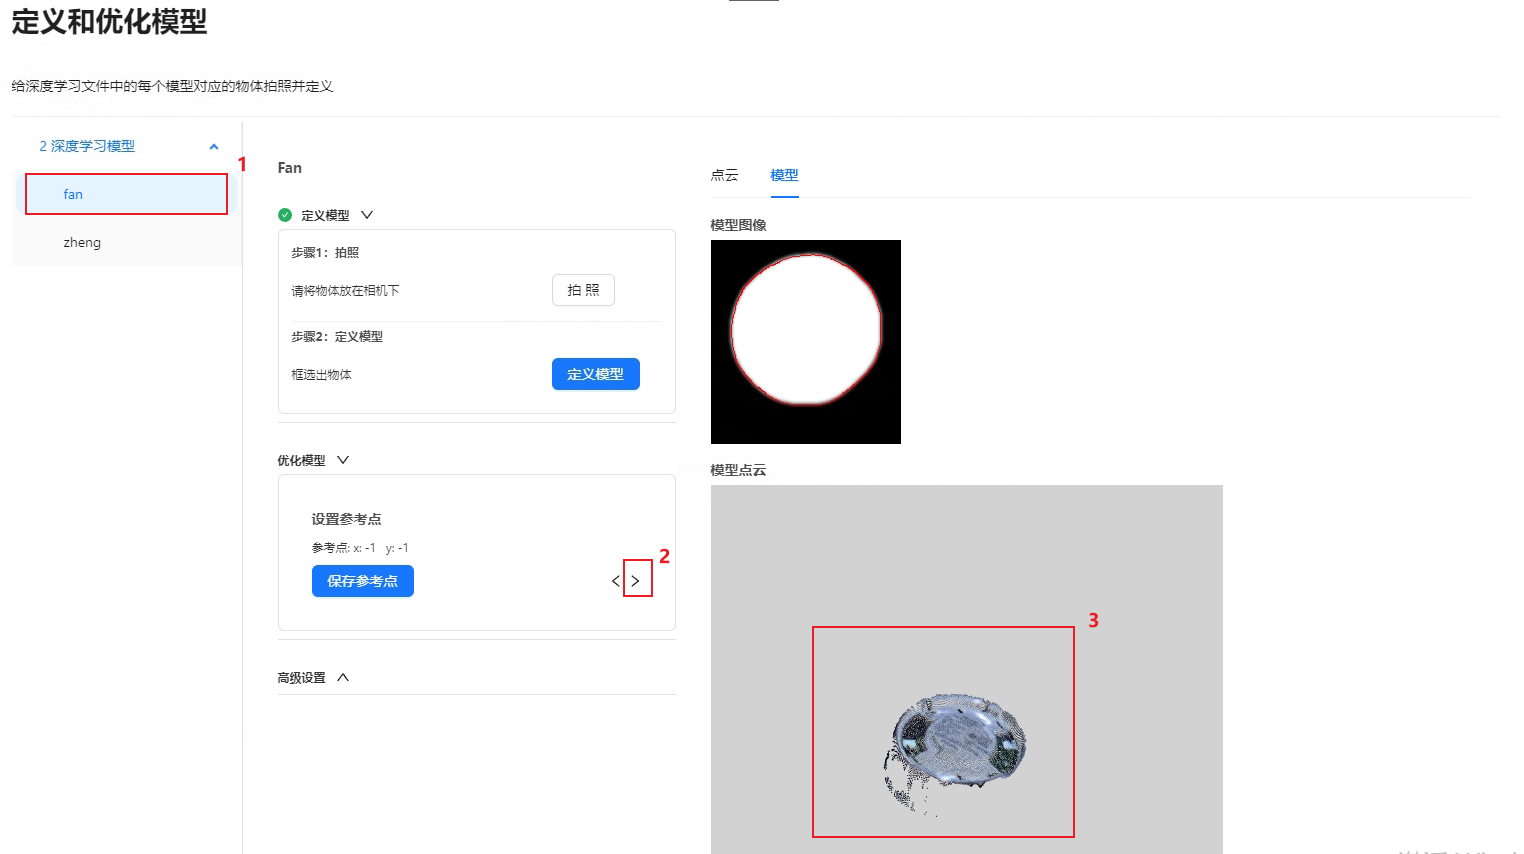 定义和优化模型
给深度学习文件中的每个模型对应的物体拍照并定义
2 深度学习模型
1
fan
zheng
Fan
定义模型
步骤1：拍照
请将物体放在相机下
拍 照
步骤2：定义模型
框选出物体
定义模型
优化模型
设置参考点
参考点: x: -1 y: -1
保存参考点
< >
2
高级设置
点云 模型
模型图像
模型点云
3